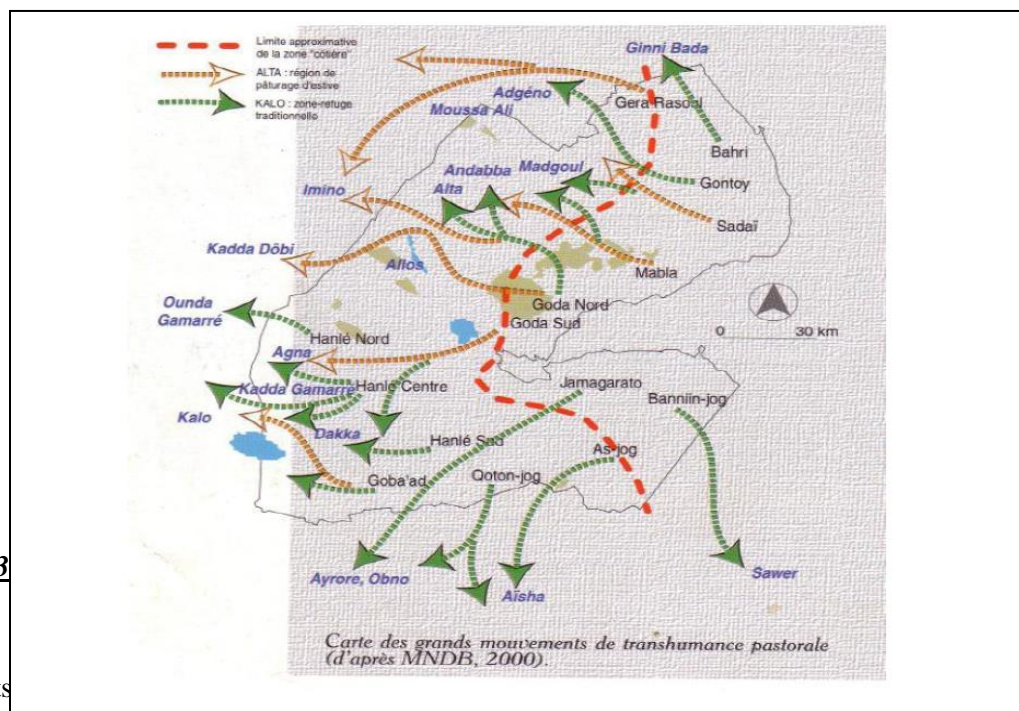 Limite approximative
de la zone "côtière"
ALTA : région de
pâturage d'estive
KALO : zone-refuge
traditionnelle
Ginni Bada
Adgéno
Gera Rasoul
Moussa Ali
Bahri
Andabba
Madgoul
Gontoy
Imino
Alta
Sadaï
Kadda Dôbi
Allos
Mabla
Ounda
Gamarré
Goda Nord
Goda Sud
0 30 km
Hanlé Nord
Agna
Jamagarato
Kadda Gamarré
Hanlé Centre
Banniin-jog
Kalo
Dakka
Hanlé Sud
As-jog
Goba'ad
Qoton-jog
3
Ayrore, Obno
Aïsha
Sawer
Carte des grands mouvements de transhumance pastorale
(d'après MNDB, 2000).